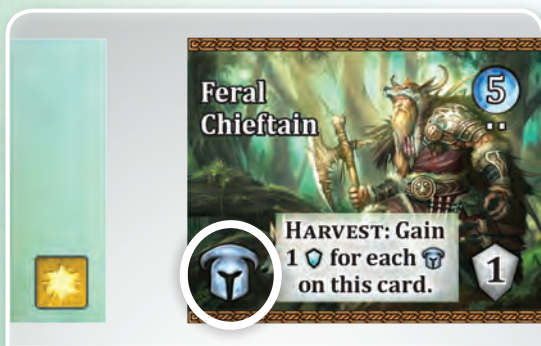 Feral
Chieftain
5
HARVEST: Gain
1 for each
on this card.
1